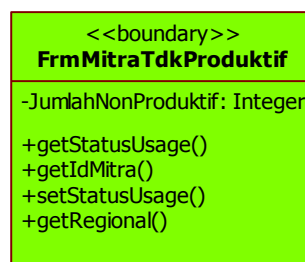 <<boundary>>
FrmMitraTdkProduktif
-JumlahNonProduktif: Integer
+getStatusUsage()
+getIdMitra()
+setStatusUsage()
+getRegional()